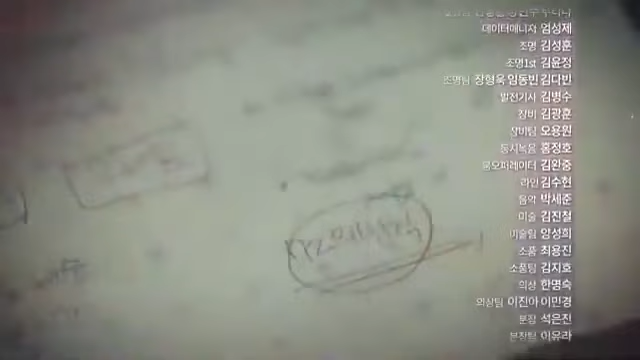 데이터매니저 엄성제
조명 김성훈
조명1st 김윤정
조명팀 장형욱 임동빈 김다빈
발전기사 김병수
장비 김광훈
장비팀 오용원
동시녹음 홍정호
붐오퍼레이터 김완중
라인 김수현
음악 박세준
미술 김진철
미술팀 양성희
소품 최용진
소품팀 김지호
의상 한명숙
의상팀 이진아 이민경
분장 석은진
분장팀 이유라